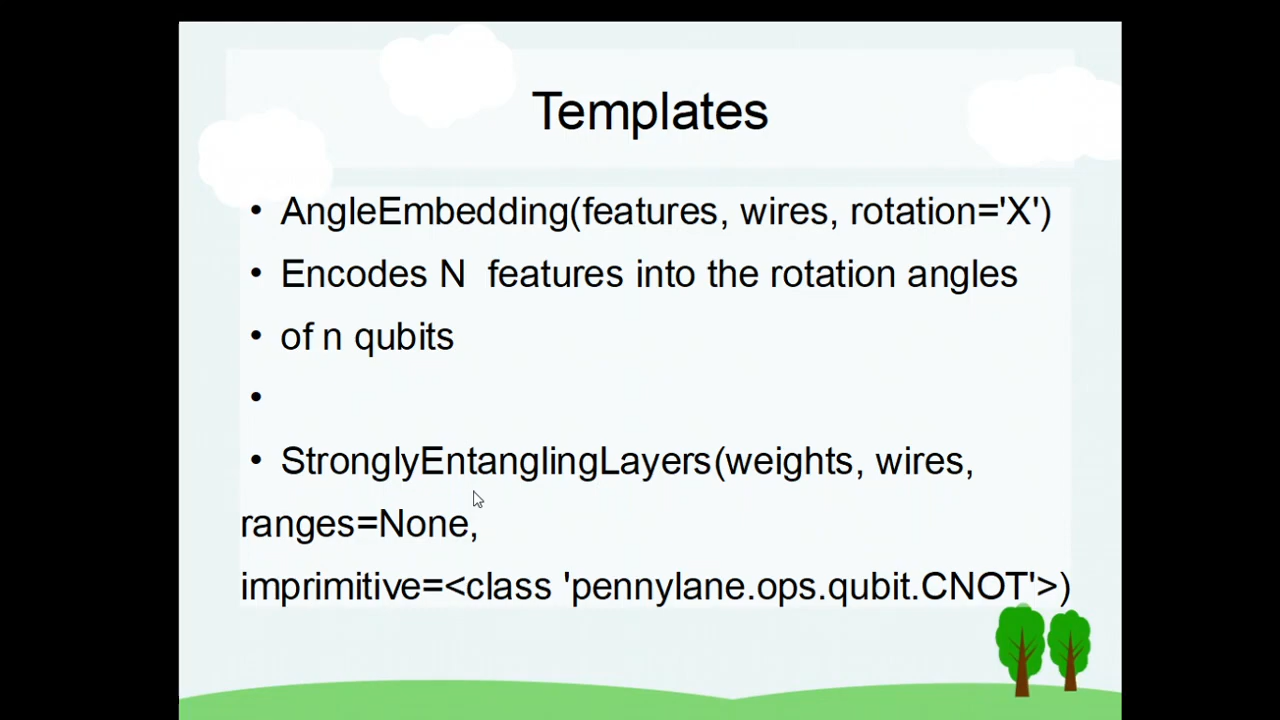 Templates
• AngleEmbedding(features, wires, rotation='X')
• Encodes N  features into the rotation angles
• of n qubits
•
• StronglyEntanglingLayers(weights, wires,
ranges=None,
imprimitive=<class 'pennylane.ops.qubit.CNOT'>)